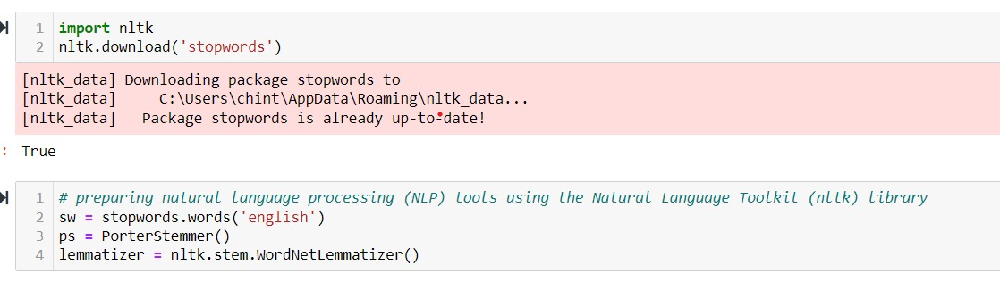 1 import nltk
2 nltk.download('stopwords')
[nltk_data] Downloading package stopwords to
[nltk_data]     C:\Users\chint\AppData\Roaming\nltk_data...
[nltk_data]   Package stopwords is already up-to-date!
: True
1 # preparing natural language processing (NLP) tools using the Natural Language Toolkit (nltk) library
2 sw = stopwords.words('english')
3 ps = PorterStemmer()
4 lemmatizer = nltk.stem.WordNetLemmatizer()